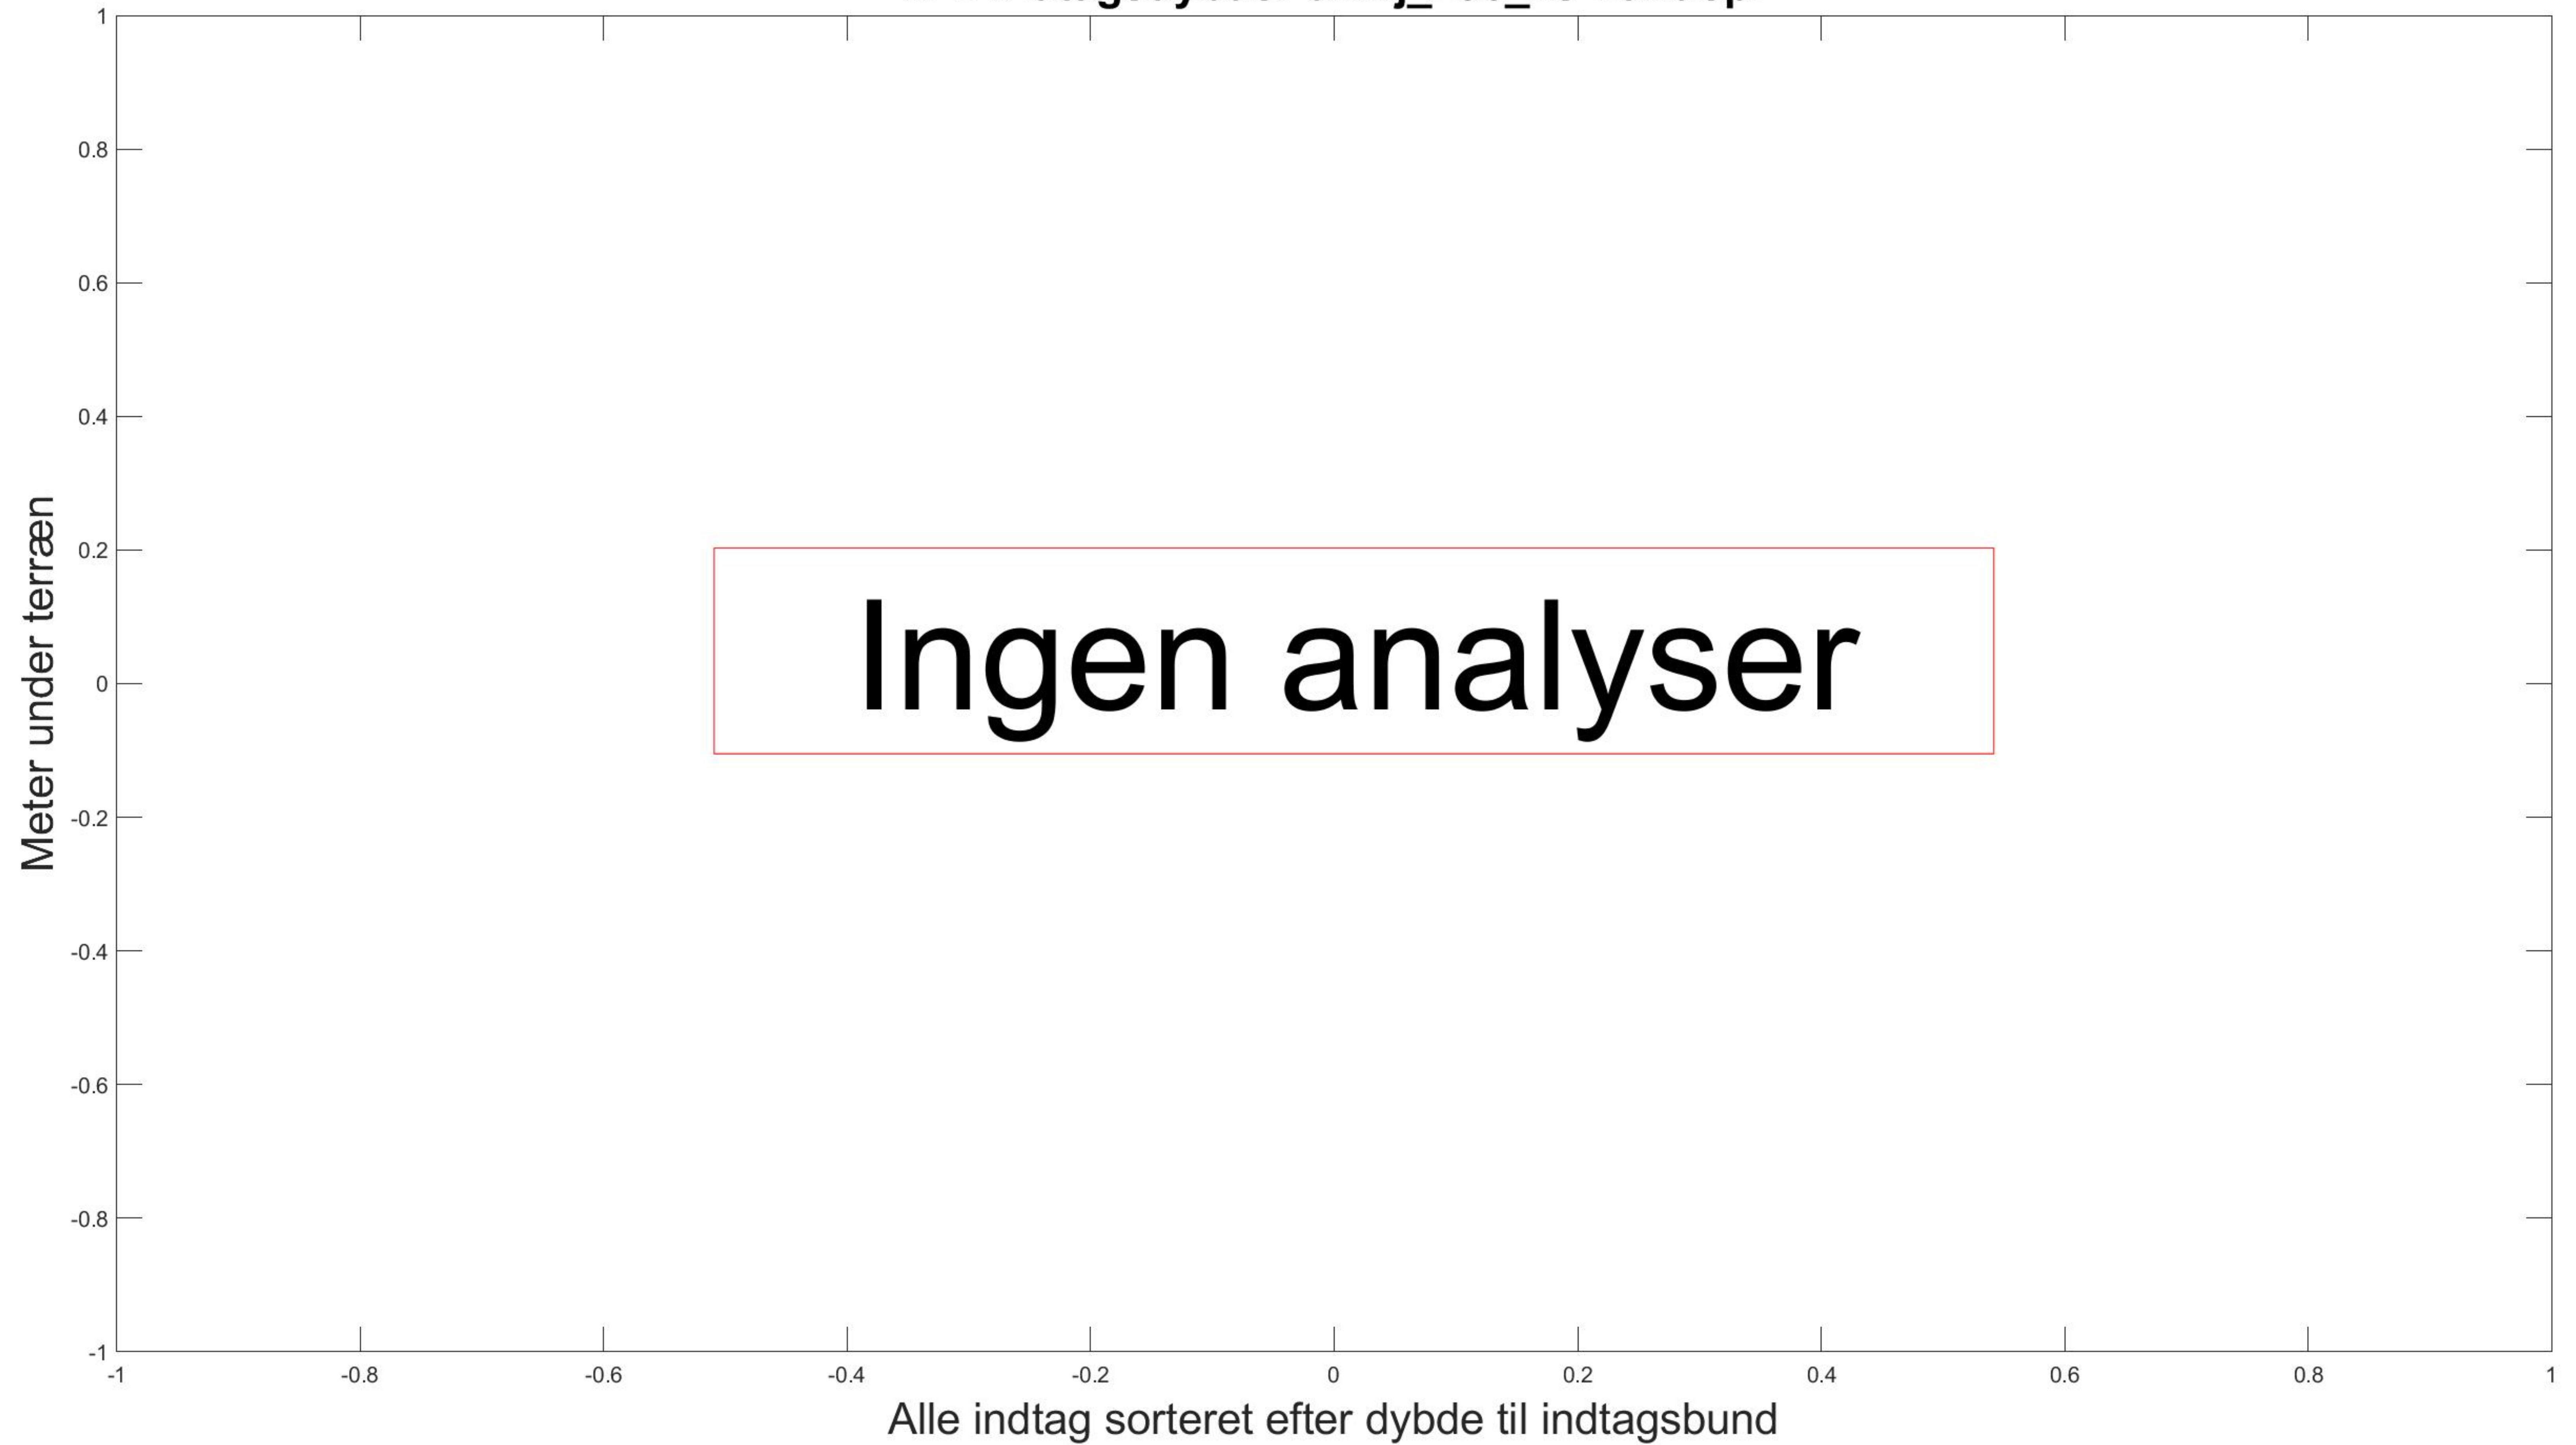 1
0.8
0.6
0.4
0.2
0
-0.2
-0.4
-0.6
-0.8
-1
Meter under terræn
Ingen analyser
-1 -0.8 -0.6 -0.4 -0.2 0 0.2 0.4 0.6 0.8 1
Alle indtag sorteret efter dybde til indtagsbund